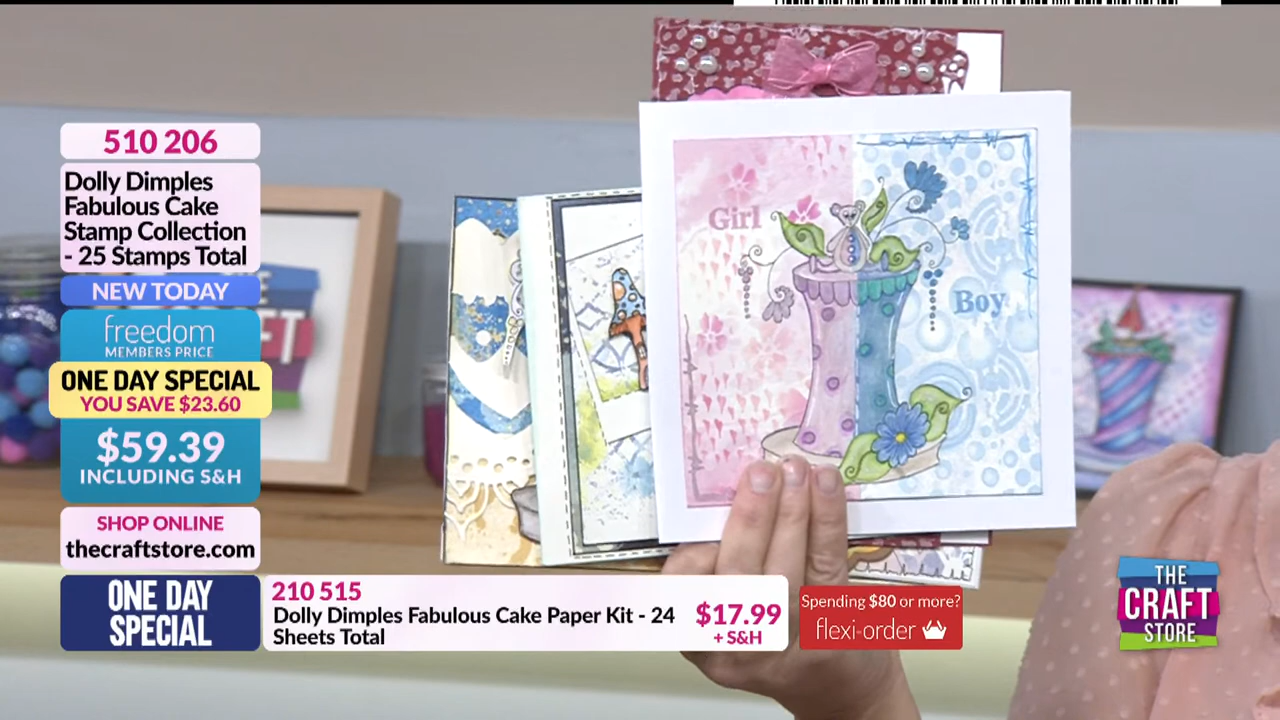 510 206
Dolly Dimples
Fabulous Cake
Stamp Collection
- 25 Stamps Total
NEW TODAY
freedom
MEMBERS PRICE
ONE DAY SPECIAL
YOU SAVE $23.60
$59.39
INCLUDING S&H
SHOP ONLINE
thecraftstore.com
Girl
Boy
ONE DAY
SPECIAL
210 515
Dolly Dimples Fabulous Cake Paper Kit - 24
Sheets Total
$17.99
+ S&H
Spending $80 or more?
flexi-order
THE
CRAFT
STORE